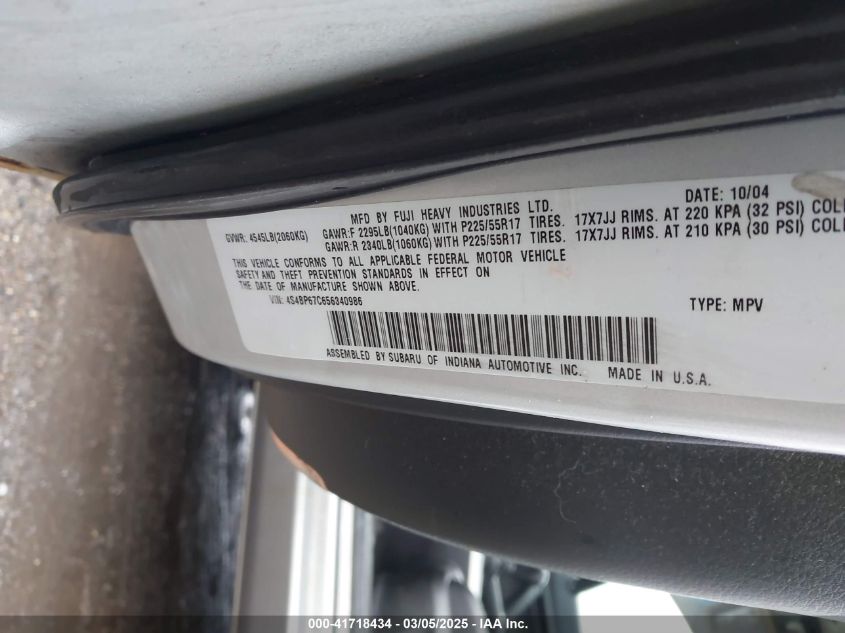 MFD BY FUJI HEAVY INDUSTRIES LTD. DATE: 10/04
GVWR: 4545LB(2060KG) GAWR:F 2295LB(1040KG) WITH P225/55R17 TIRES. 17X7JJ RIMS. AT 220 KPA (32 PSI) COLD
GAWR:R 2340LB(1060KG) WITH P225/55R17 TIRES. 17X7JJ RIMS. AT 210 KPA (30 PSI) COL
THIS VEHICLE CONFORMS TO ALL APPLICABLE FEDERAL MOTOR VEHICLE
SAFETY AND THEFT PREVENTION STANDARDS IN EFFECT ON
THE DATE OF MANUFACTURE SHOWN ABOVE.
VIN: 4S4BP67C656340986 TYPE: MPV
ASSEMBLED BY SUBARU OF INDIANA AUTOMOTIVE INC. MADE IN U.S.A.
000-41718434 - 03/05/2025 - IAA Inc.